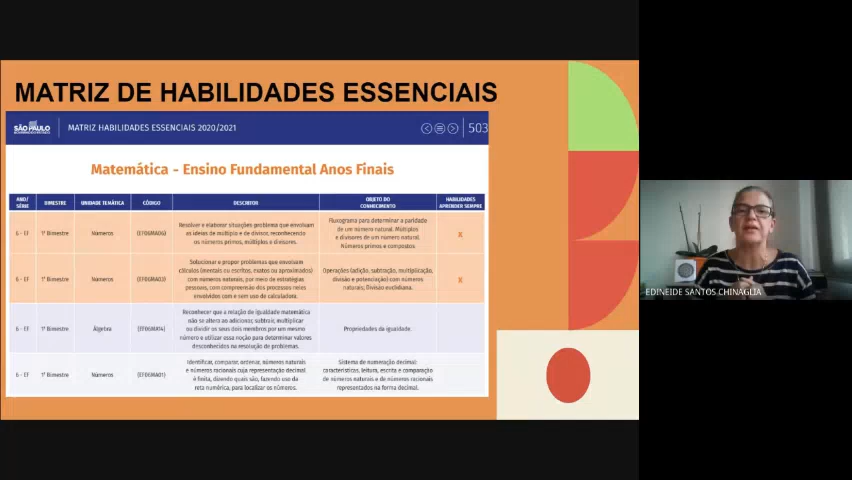 MATRIZ DE HABILIDADES ESSENCIAIS
SÃO PAULO
MATRIZ HABILIDADES ESSENCIAIS 2020/2021
503
Matemática - Ensino Fundamental Anos Finais
ANO/ SÉRIE BIMESTRE UNIDADE TEMÁTICA CÓDIGO DESCRITOR OBJETO DO CONHECIMENTO HABILIDADES APRENDER SEMPRE
6 - EF 1º Bimestre Números (EF06MA06)
Resolver e elaborar situações problema que envolvam
as ideias de múltiplo e de divisor, reconhecendo
os números primos, múltiplos e divisores.
Fluxograma para determinar a paridade
de um número natural. Múltiplos
e divisores de um número natural.
Números primos e compostos.
X
6 - EF 1º Bimestre Números (EF06MA03)
Solucionar e propor problemas que envolvam
cálculos (mentais ou escritos, exatos ou aproximados)
com números naturais, por meio de estratégias
pessoais, com compreensão dos processos neles
envolvidos com e sem uso de calculadora.
Operações (adição, subtração, multiplicação,
divisão e potenciação) com números
naturais; Divisão euclidiana.
X
6 - EF 1º Bimestre Álgebra (EF06MA14)
Reconhecer que a relação de igualdade matemática
não se altera ao adicionar, subtrair, multiplicar
ou dividir os seus dois membros por um mesmo
número e utilizar essa noção para determinar valores
desconhecidos na resolução de problemas.
Propriedades da igualdade.
6 - EF 1º Bimestre Números (EF06MA01)
Identificar, comparar, ordenar, números naturais
e números racionais cuja representação decimal
é finita, dizendo quais são, fazendo uso da
reta numérica, para localizar os números.
Sistema de numeração decimal:
características, leitura, escrita e comparação
de números naturais e de números racionais
representados na forma decimal.
EDINEIDE SANTOS CHINAGLIA